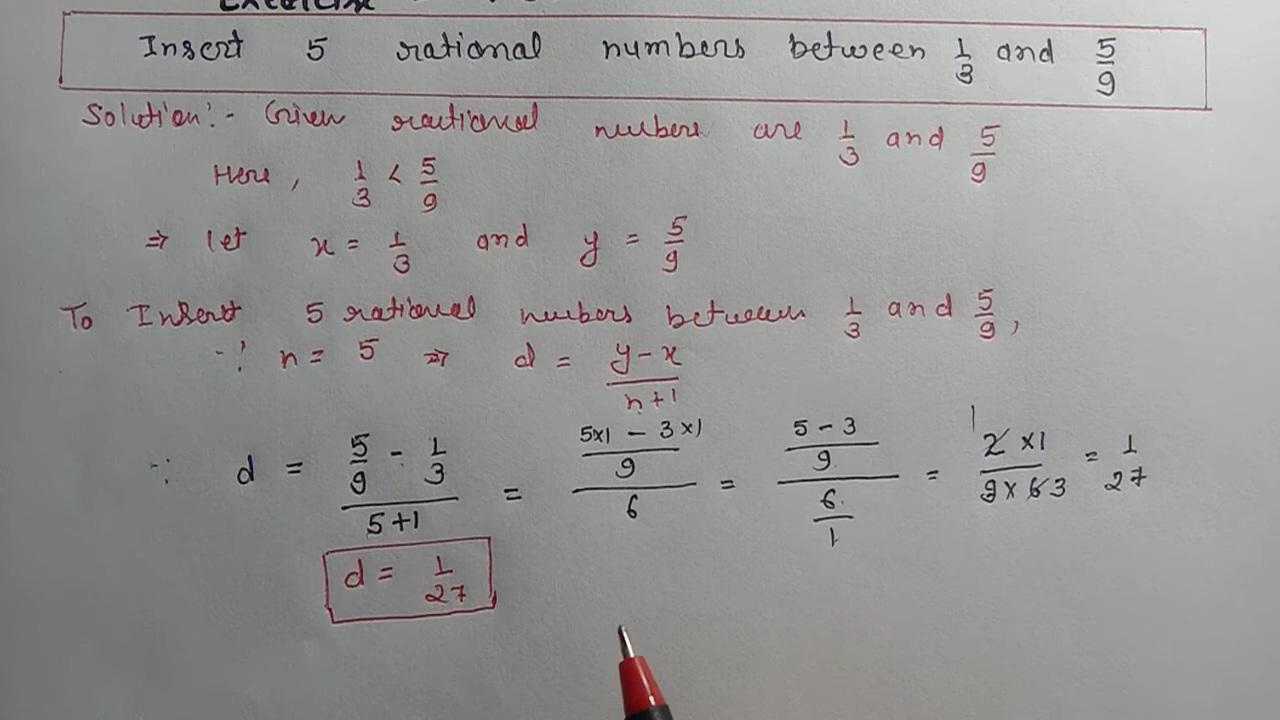 Exercise
Insert 5 rational numbers between 1/3 and 5/9
Solution:- Given rational numbers are 1/3 and 5/9
Here, 1/3 < 5/9
⇒ let x = 1/3 and y = 5/9
To Insert 5 rational numbers between 1/3 and 5/9,
∵ n = 5 ⇒ d = (y-x)/(n+1)
∵ d = (5/9 - 1/3)/(5+1) = ((5×1 - 3×1)/9)/6 = ((5-3)/9)/(6/1) = 1 (2×1)/(9×6 3) = 1/27
d = 1/27